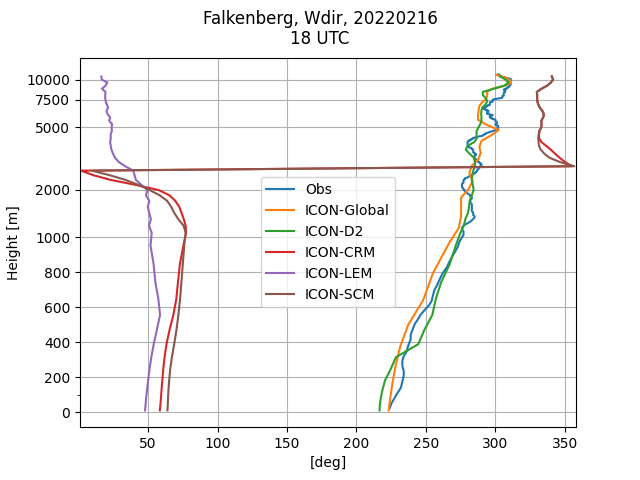 Falkenberg, Wdir, 20220216
18 UTC
Height [m]
10000
7500
5000
2000
1000
800
600
400
200
0
Obs
ICON-Global
ICON-D2
ICON-CRM
ICON-LEM
ICON-SCM
50
100
150
200
250
300
350
[deg]